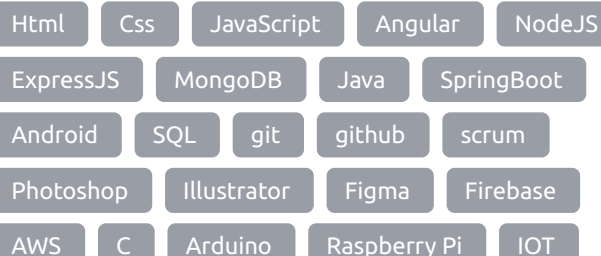 Html Css JavaScript Angular NodeJS
ExpressJS MongoDB Java SpringBoot
Android SQL git github scrum
Photoshop Illustrator Figma Firebase
AWS C Arduino Raspberry Pi IOT